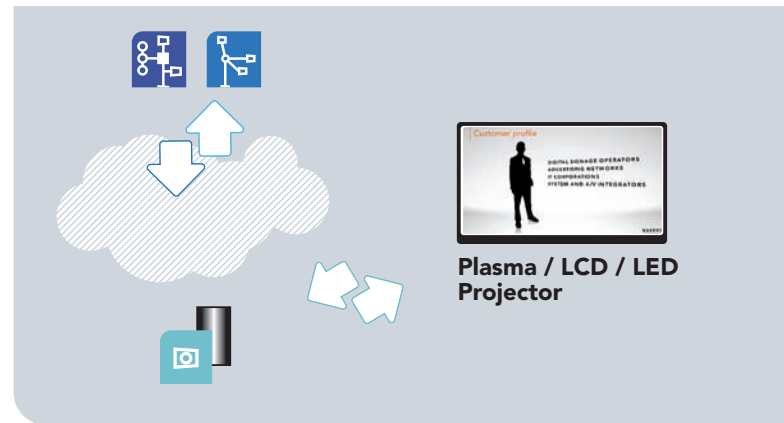 Customer profile
DIGITAL SIGNAGE OPERATORS
ADVERTISING NETWORKS
IT CORPORATIONS
SYSTEM AND A/V INTEGRATORS
Plasma / LCD / LED
Projector